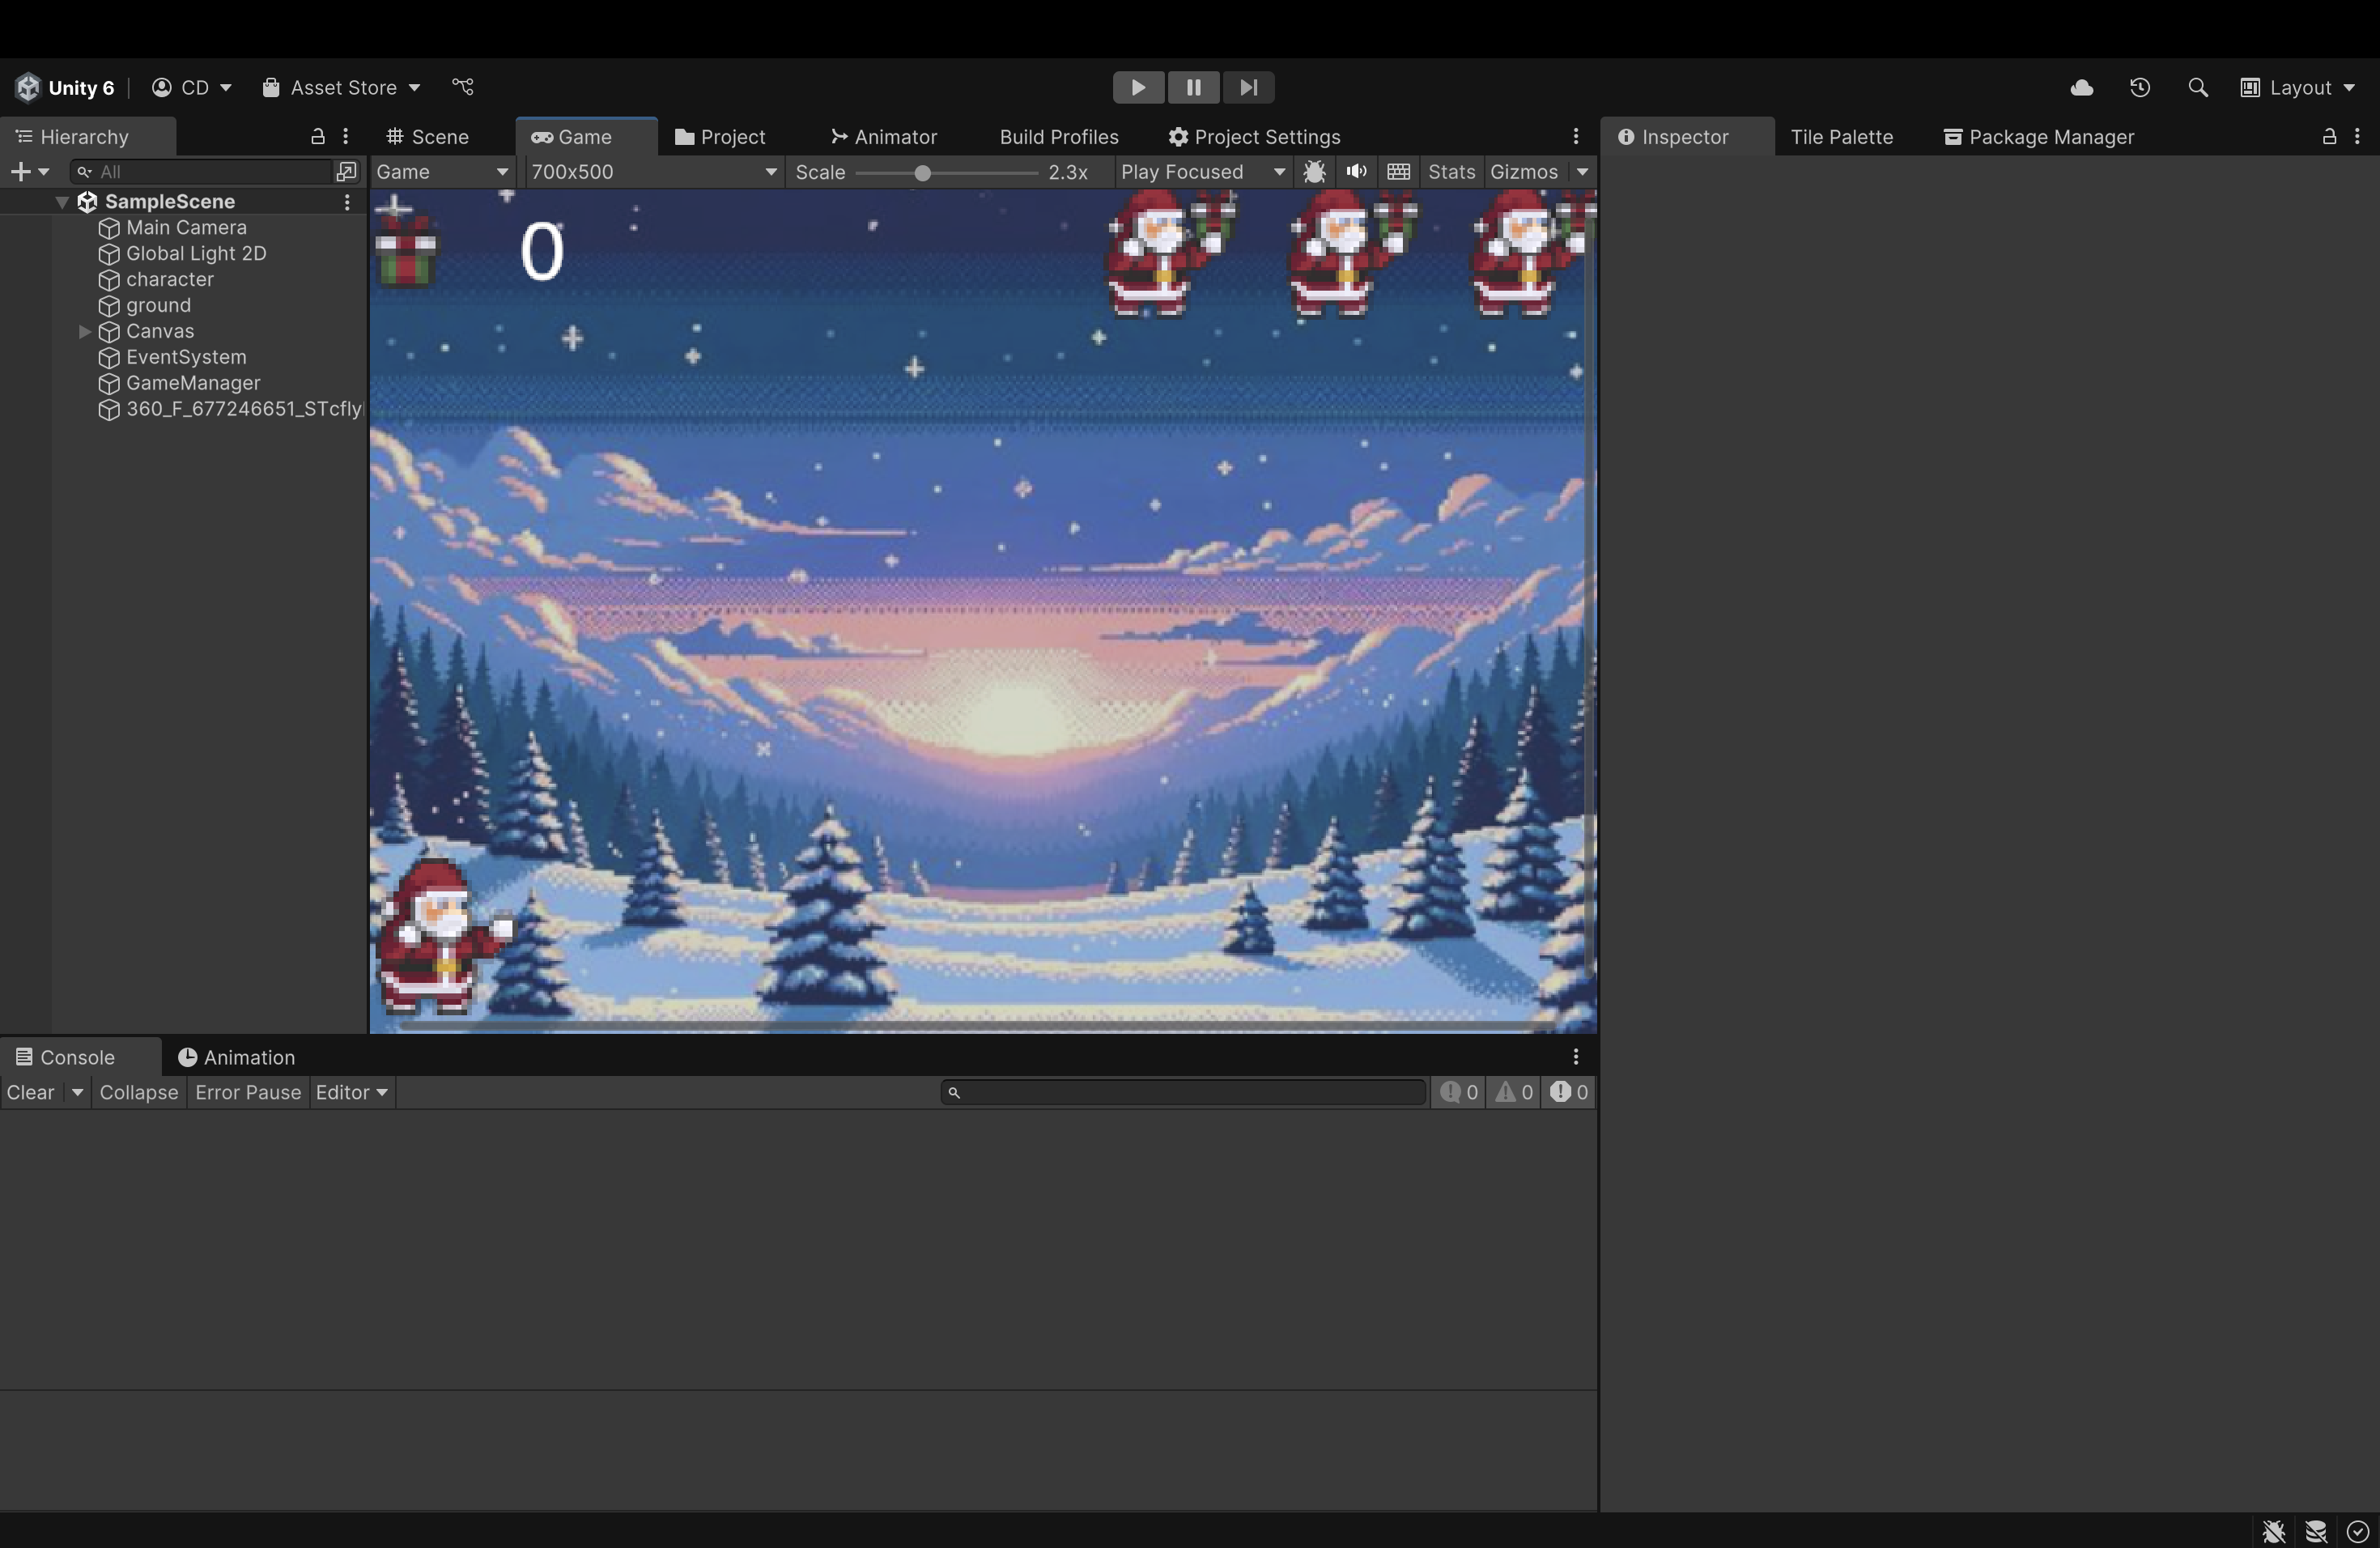 Unity 6 CD Asset Store Layout
Hierarchy Scene Game Project Animator Build Profiles Project Settings Inspector Tile Palette Package Manager
All Game 700x500 Scale 2.3x Play Focused Stats Gizmos
SampleScene
0
Main Camera
Global Light 2D
character
ground
Canvas
EventSystem
GameManager
360_F_677246651_STcfly
Console Animation
Clear Collapse Error Pause Editor 0 0 0